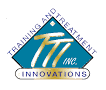 TRAINING AND
TREATMENT
TTI
INC.
INNOVATIONS